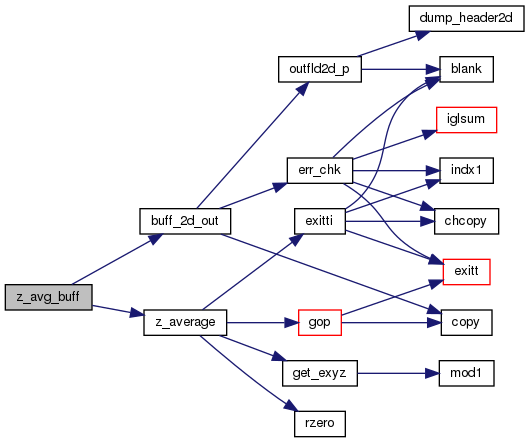 dump_header2d
outfld2d_p
blank
iglsum
err_chk
indx1
buff_2d_out
exitti
chcopy
exitt
z_avg_buff
z_average
gop
copy
get_exyz
mod1
rzero